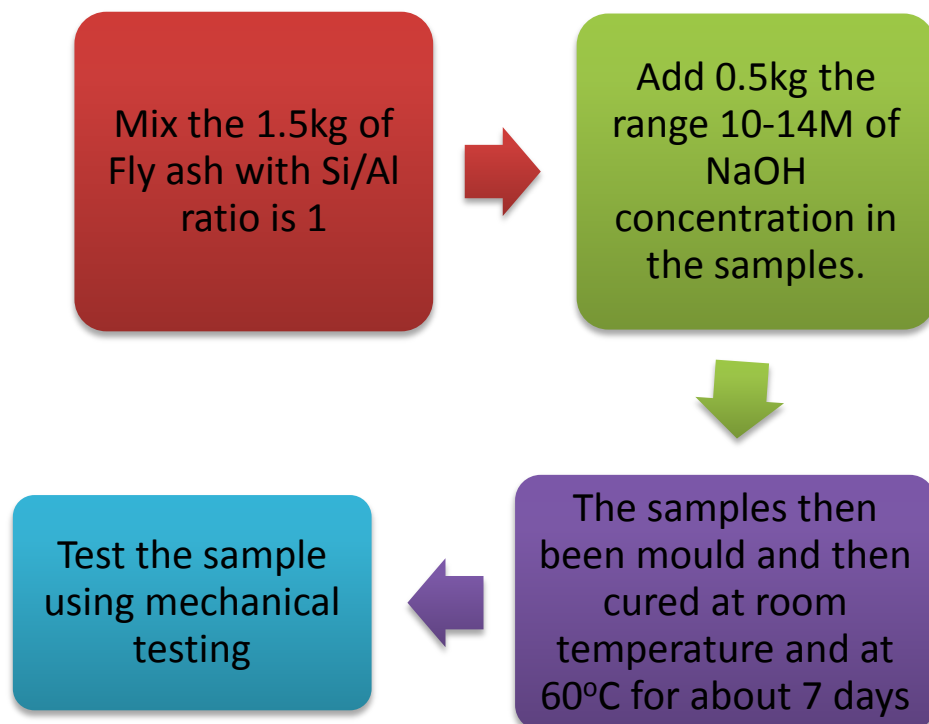 Mix the 1.5kg of
Fly ash with Si/Al
ratio is 1
Add 0.5kg the
range 10-14M of
NaOH
concentration in
the samples.
The samples then
been mould and then
cured at room
temperature and at
60°C for about 7 days
Test the sample
using mechanical
testing